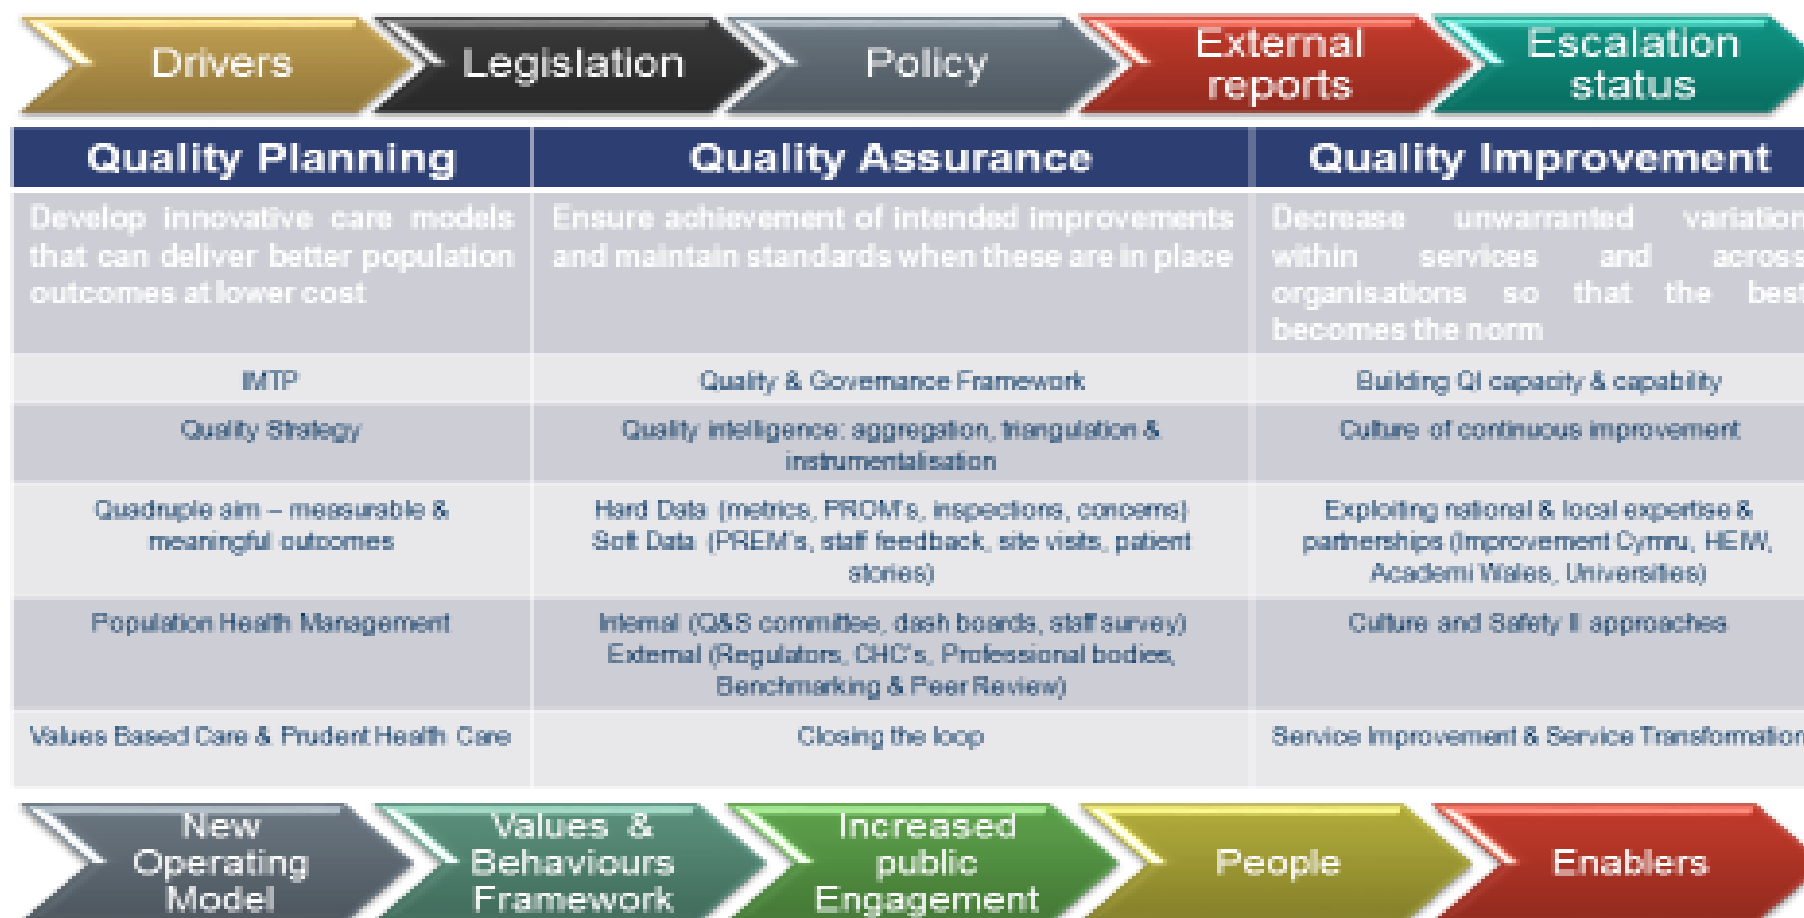 Drivers
Legislation
Policy
External
reports
Escalation
status
Quality Planning
Quality Assurance
Quality Improvement
Develop innovative care models
that can deliver better population
outcomes at lower cost
Ensure achievement of intended improvements
and maintain standards when these are in place
Decrease unwarranted variation
within services and across
organisations so that the best
becomes the norm
IMTP
Quality & Governance Framework
Building QI capacity & capability
Quality Strategy
Quality intelligence: aggregation, triangulation &
instrumentalisation
Culture of continuous improvement
Quadruple aim – measurable &
meaningful outcomes
Hard Data (metrics, PROM's, inspections, concerns)
Soft Data (PREM's, staff feedback, site visits, patient
stories)
Exploiting national & local expertise &
partnerships (Improvement Cymru, HEIW,
Academi Wales, Universities)
Population Health Management
Internal (Q&S committee, dash boards, staff survey)
External (Regulators, CHC's, Professional bodies,
Benchmarking & Peer Review)
Culture and Safety II approaches
Values Based Care & Prudent Health Care
Closing the loop
Service Improvement & Service Transformation
New
Operating
Model
Values &
Behaviours
Framework
Increased
public
Engagement
People
Enablers